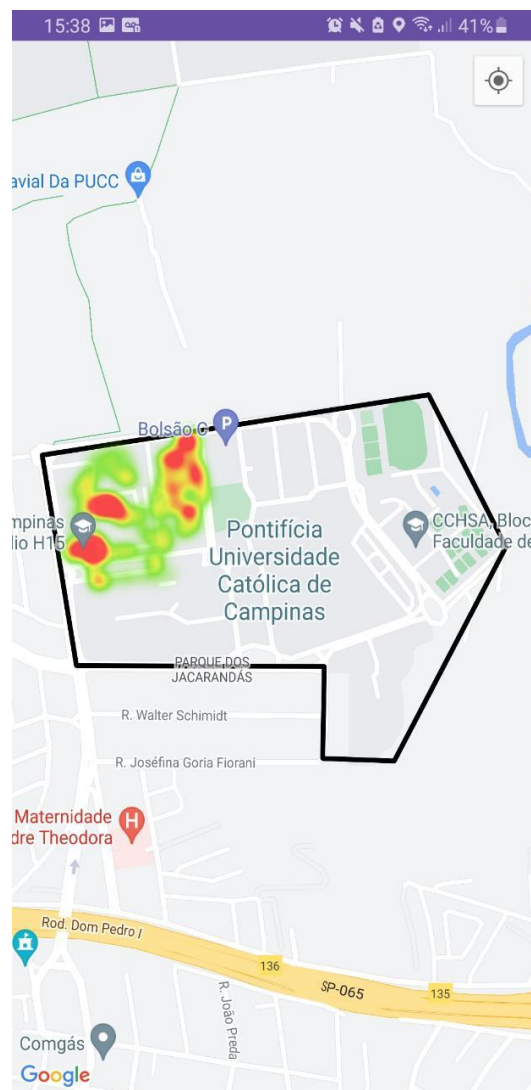 15:38 41%
avial Da PUCC
Bolsão C
P
mpinas
lio H15
Pontifícia
Universidade
Católica de
Campinas
CCHSA, Bloc
Faculdade de
PARQUE DOS
JACARANDÁS
R. Walter Schimidt
R. Joséfina Goria Fiorani
Maternidade
dre Theodora
H
Rod. Dom Pedro I
136
SP-065
135
R. João Preda
Comgás
Google